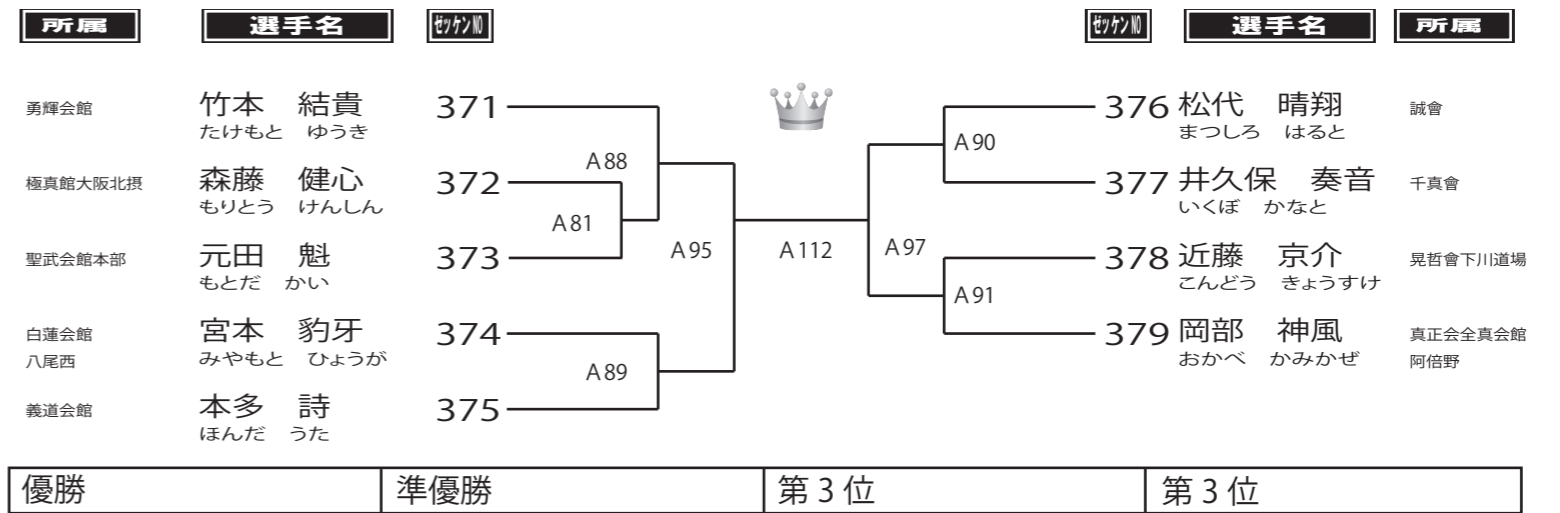 所属 選手名 ゼッケンNO ゼッケンNO 選手名 所属
勇輝会館 竹本 結貴 371
たけもと ゆうき
極真館大阪北摂 森藤 健心 372
もりとう けんしん
聖武会館本部 元田 魁 373
もとだ かい
白蓮会館 宮本 豹牙 374
八尾西 みやもと ひょうが
義道会館 本多 詩 375
ほんだ うた
A88
A81
A95
A89
A112
A97
A90
A91
376 松代 晴翔 誠會
まつしろ はると
377 井久保 奏音 千真會
いくぼ かなと
378 近藤 京介 晃哲會下川道場
こんどう きょうすけ
379 岡部 神風 真正会全真会館
おかべ かみかぜ 阿倍野
優勝 準優勝 第3位 第3位